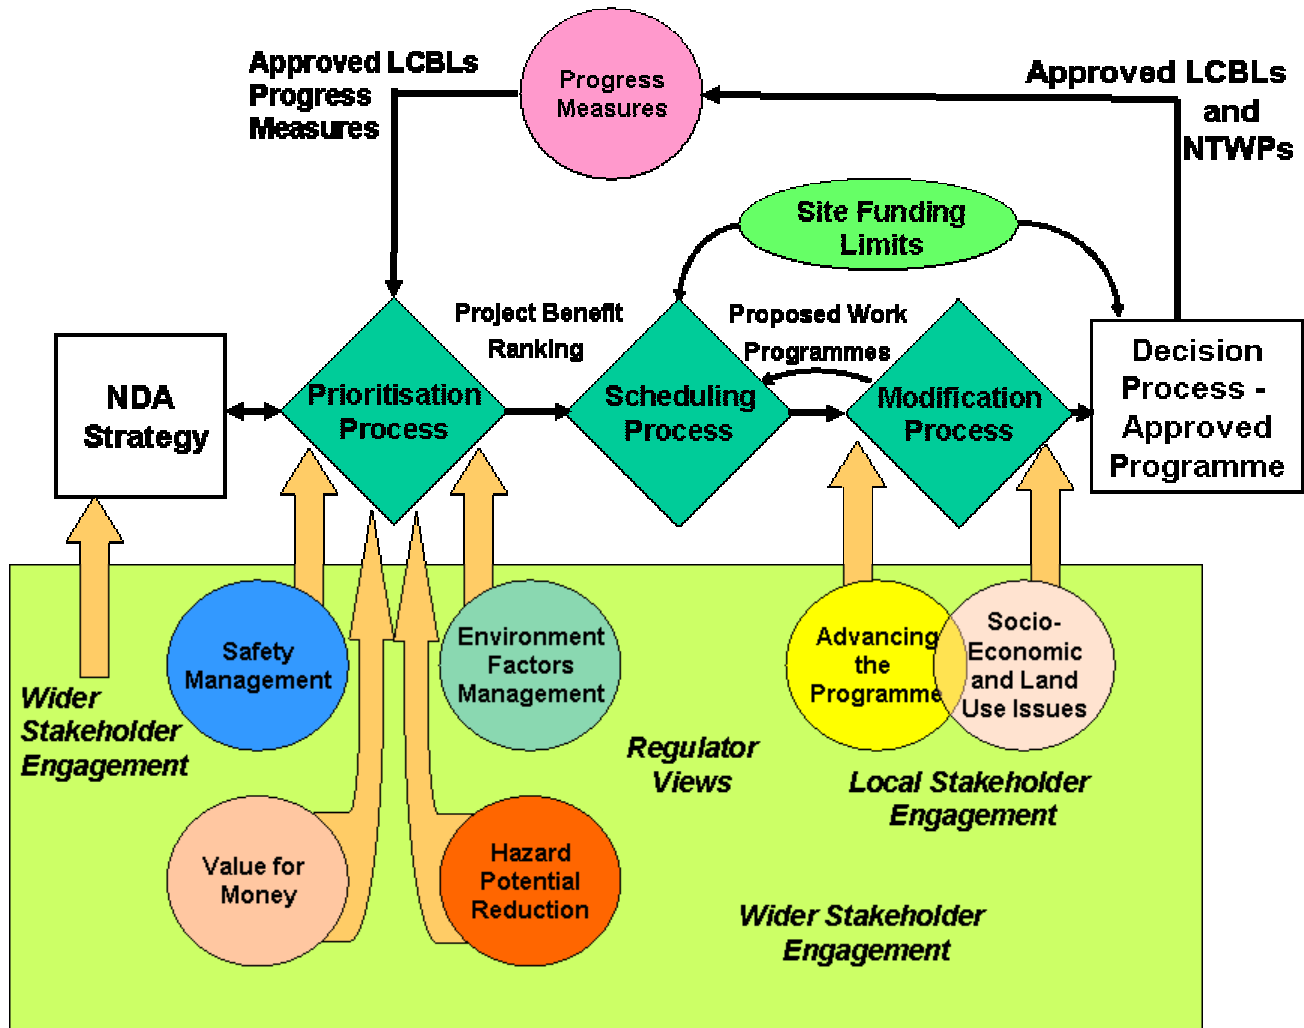 Approved LCBLs
Progress
Measures
Progress
Measures
Approved LCBLs
and
NTWPs
Site Funding
Limits
Project Benefit
Ranking
Proposed Work
Programmes
NDA
Strategy
Prioritisation
Process
Scheduling
Process
Modification
Process
Decision
Process -
Approved
Programme
Safety
Management
Environment
Factors
Management
Advancing
the
Programme
Socio-
Economic
and Land
Use Issues
Wider
Stakeholder
Engagement
Regulator
Views
Local Stakeholder
Engagement
Value for
Money
Hazard
Potential
Reduction
Wider Stakeholder
Engagement